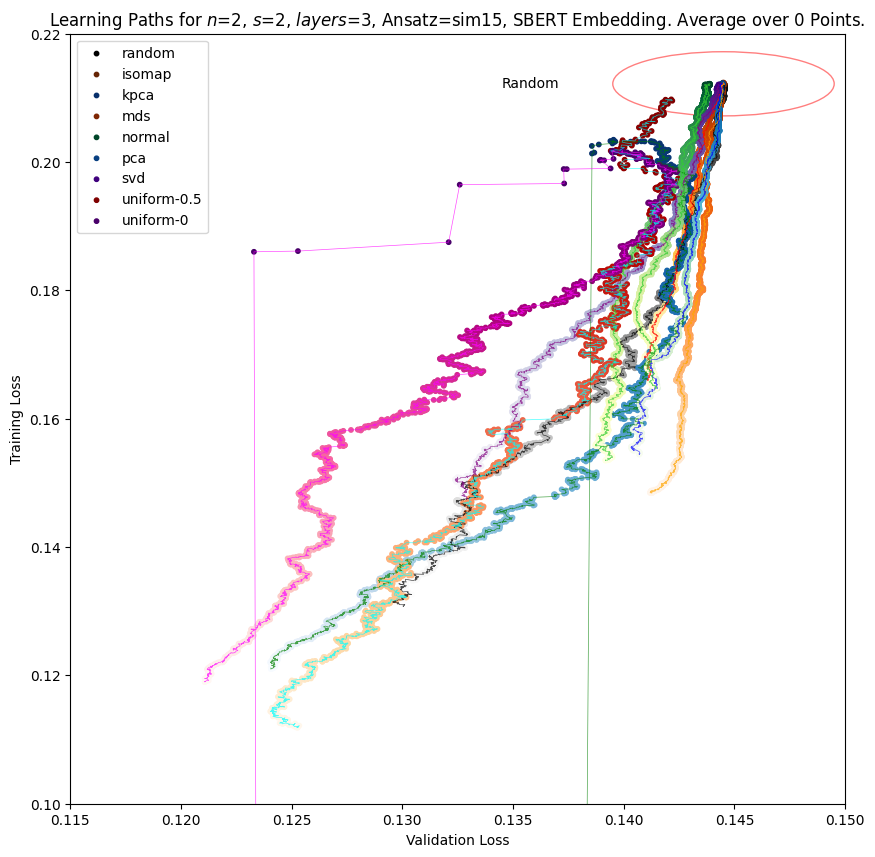 Learning Paths for n=2, s=2, layers=3, Ansatz=sim15, SBERT Embedding. Average over 0 Points.
0.22
0.20
0.18
0.16
0.14
0.12
0.10
Training Loss
random
isomap
kpca
mds
normal
pca
svd
uniform-0.5
uniform-0
Random
0.115
0.120
0.125
0.130
0.135
0.140
0.145
0.150
Validation Loss